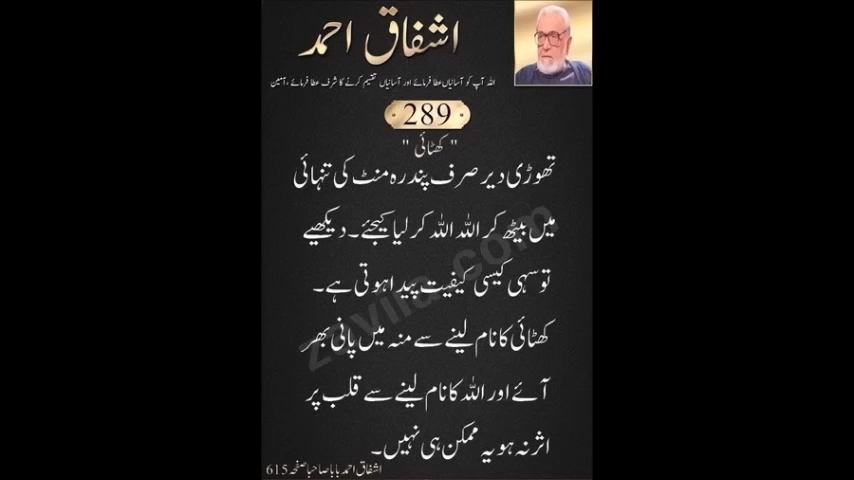 اشفاق احمد
اللہ آپ کو آسانیاں عطا فرمائے اور آسانیاں تقسیم کرنے کا شرف عطا فرمائے، آمین
289
" کھٹائی "
تھوڑی دیر صرف پندرہ منٹ کی تنہائی
میں بیٹھ کر اللہ اللہ کر لیا کیجئے۔ دیکھیے
تو سہی کیسی کیفیت پیدا ہوتی ہے۔
کھٹائی کا نام لینے سے منہ میں پانی بھر
آئے اور اللہ کا نام لینے سے قلب پر
اثر نہ ہو یہ ممکن ہی نہیں۔
اشفاق احمد بابا صاحبا صفحہ 615